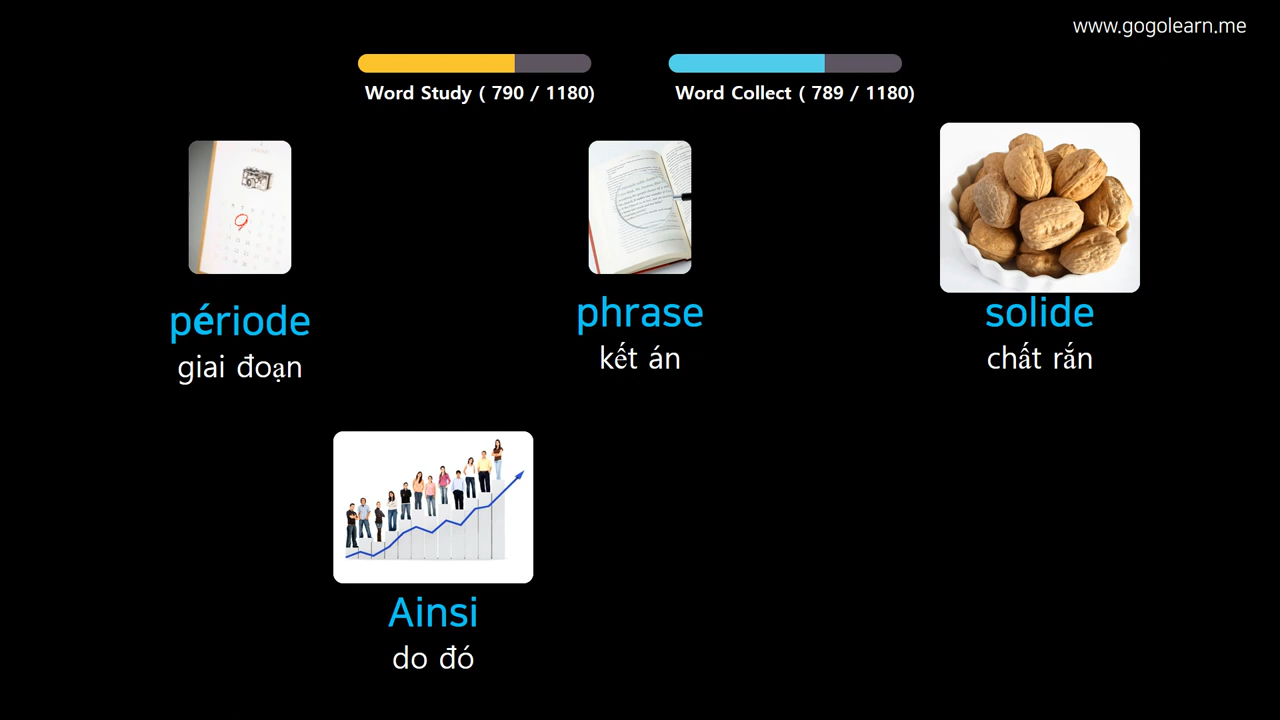 www.gogolearn.me
Word Study ( 790 / 1180)
Word Collect ( 789 / 1180)
période
giai đoạn
phrase
kết án
solide
chất rắn
Ainsi
do đó